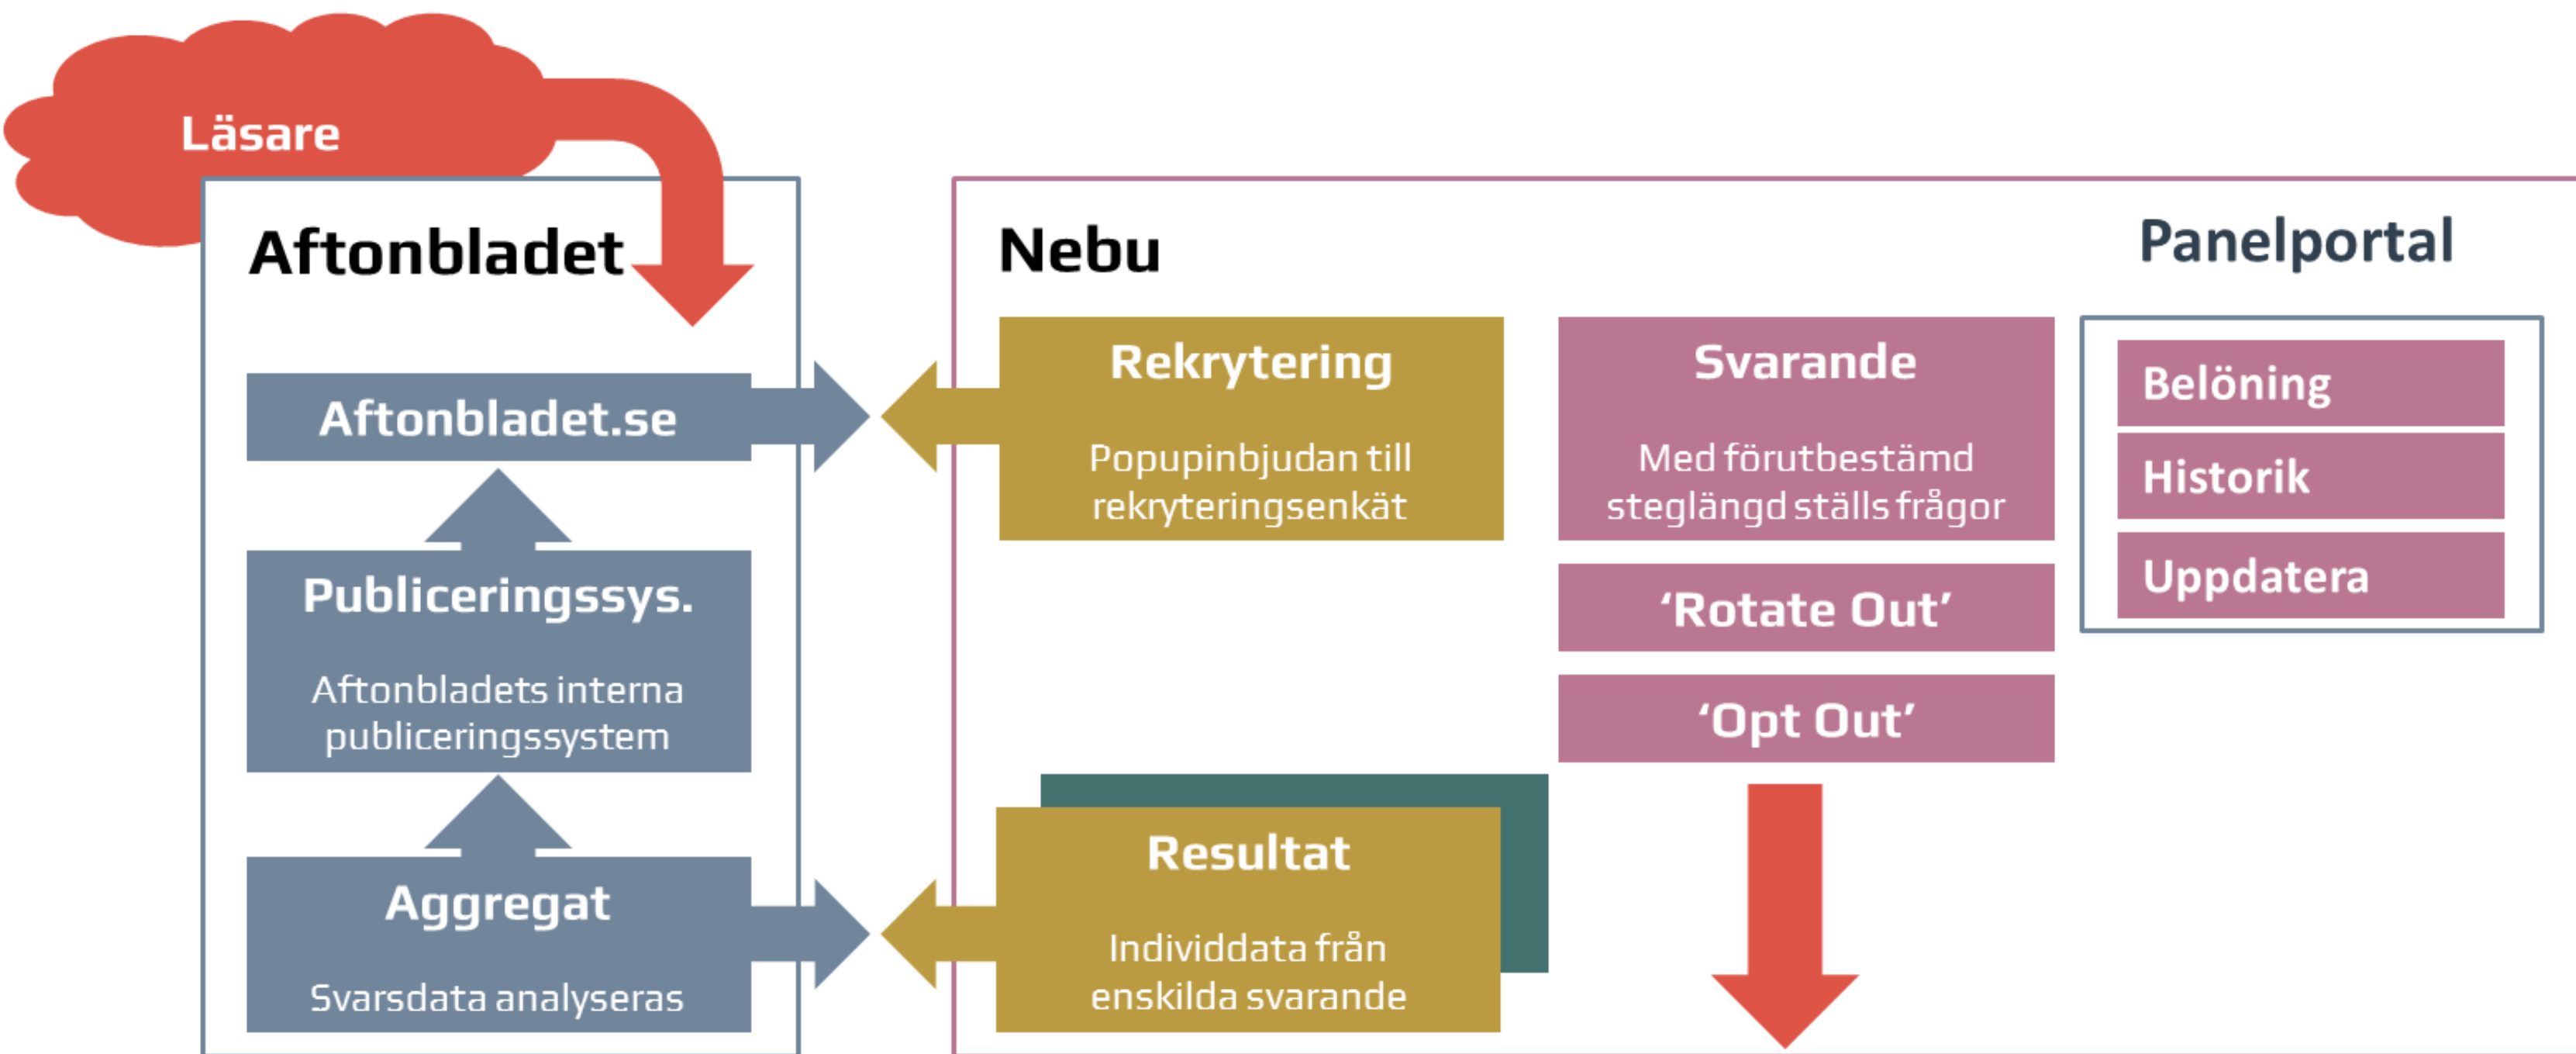 Läsare
Aftonbladet
Aftonbladet.se
Publiceringssys.
Aftonbladets interna
publiceringssystem
Aggregat
Svarsdata analyseras
Nebu
Rekrytering
Popupinbjudan till
rekryteringsenkät
Resultat
Individdata från
enskilda svarande
Svarande
Med förutbestämd
steglängd ställs frågor
‘Rotate Out’
‘Opt Out’
Panelportal
Belöning
Historik
Uppdatera